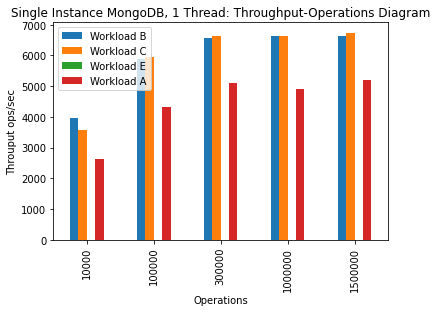 Single Instance MongoDB, 1 Thread: Throughput-Operations Diagram
Workload B
Workload C
Workload E
Workload A
Throuput ops/sec
7000
6000
5000
4000
3000
2000
1000
0
10000
100000
300000
1000000
1500000
Operations